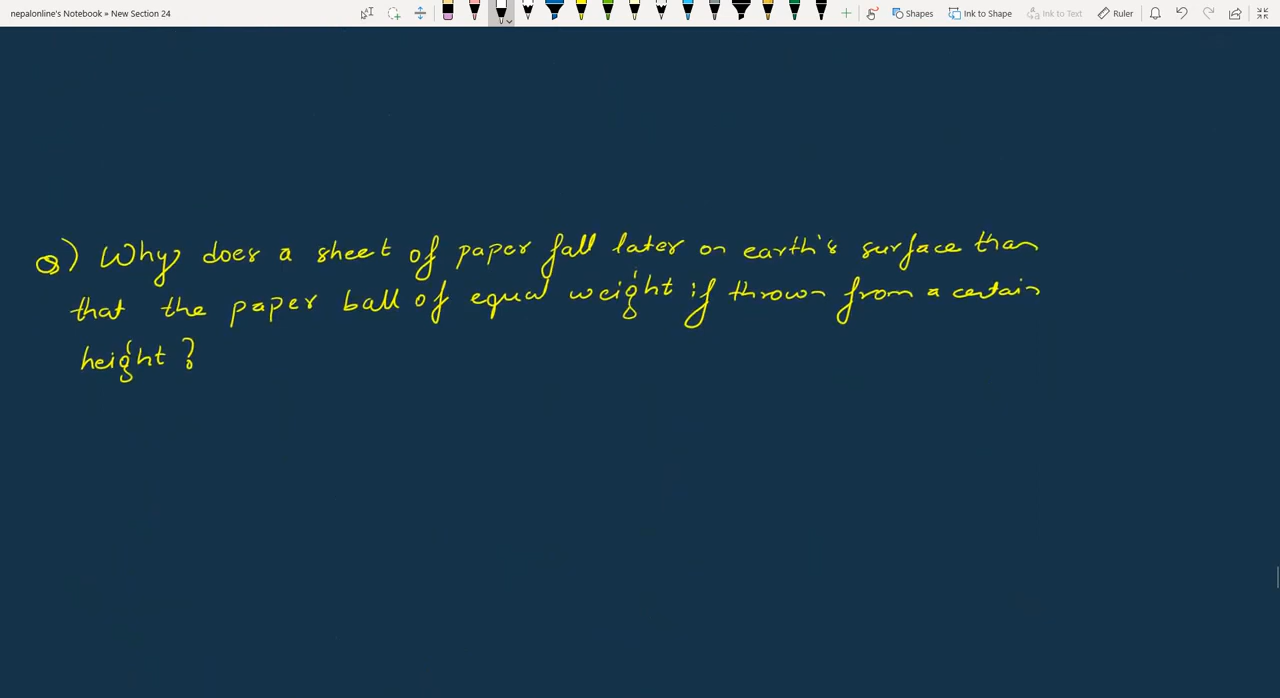 nepalonline's Notebook » New Section 24
Shapes Ink to Shape Ink to Text Ruler
Q) Why does a sheet of paper fall later on earth's surface than
that the paper ball of equal weight if thrown from a certain
height?